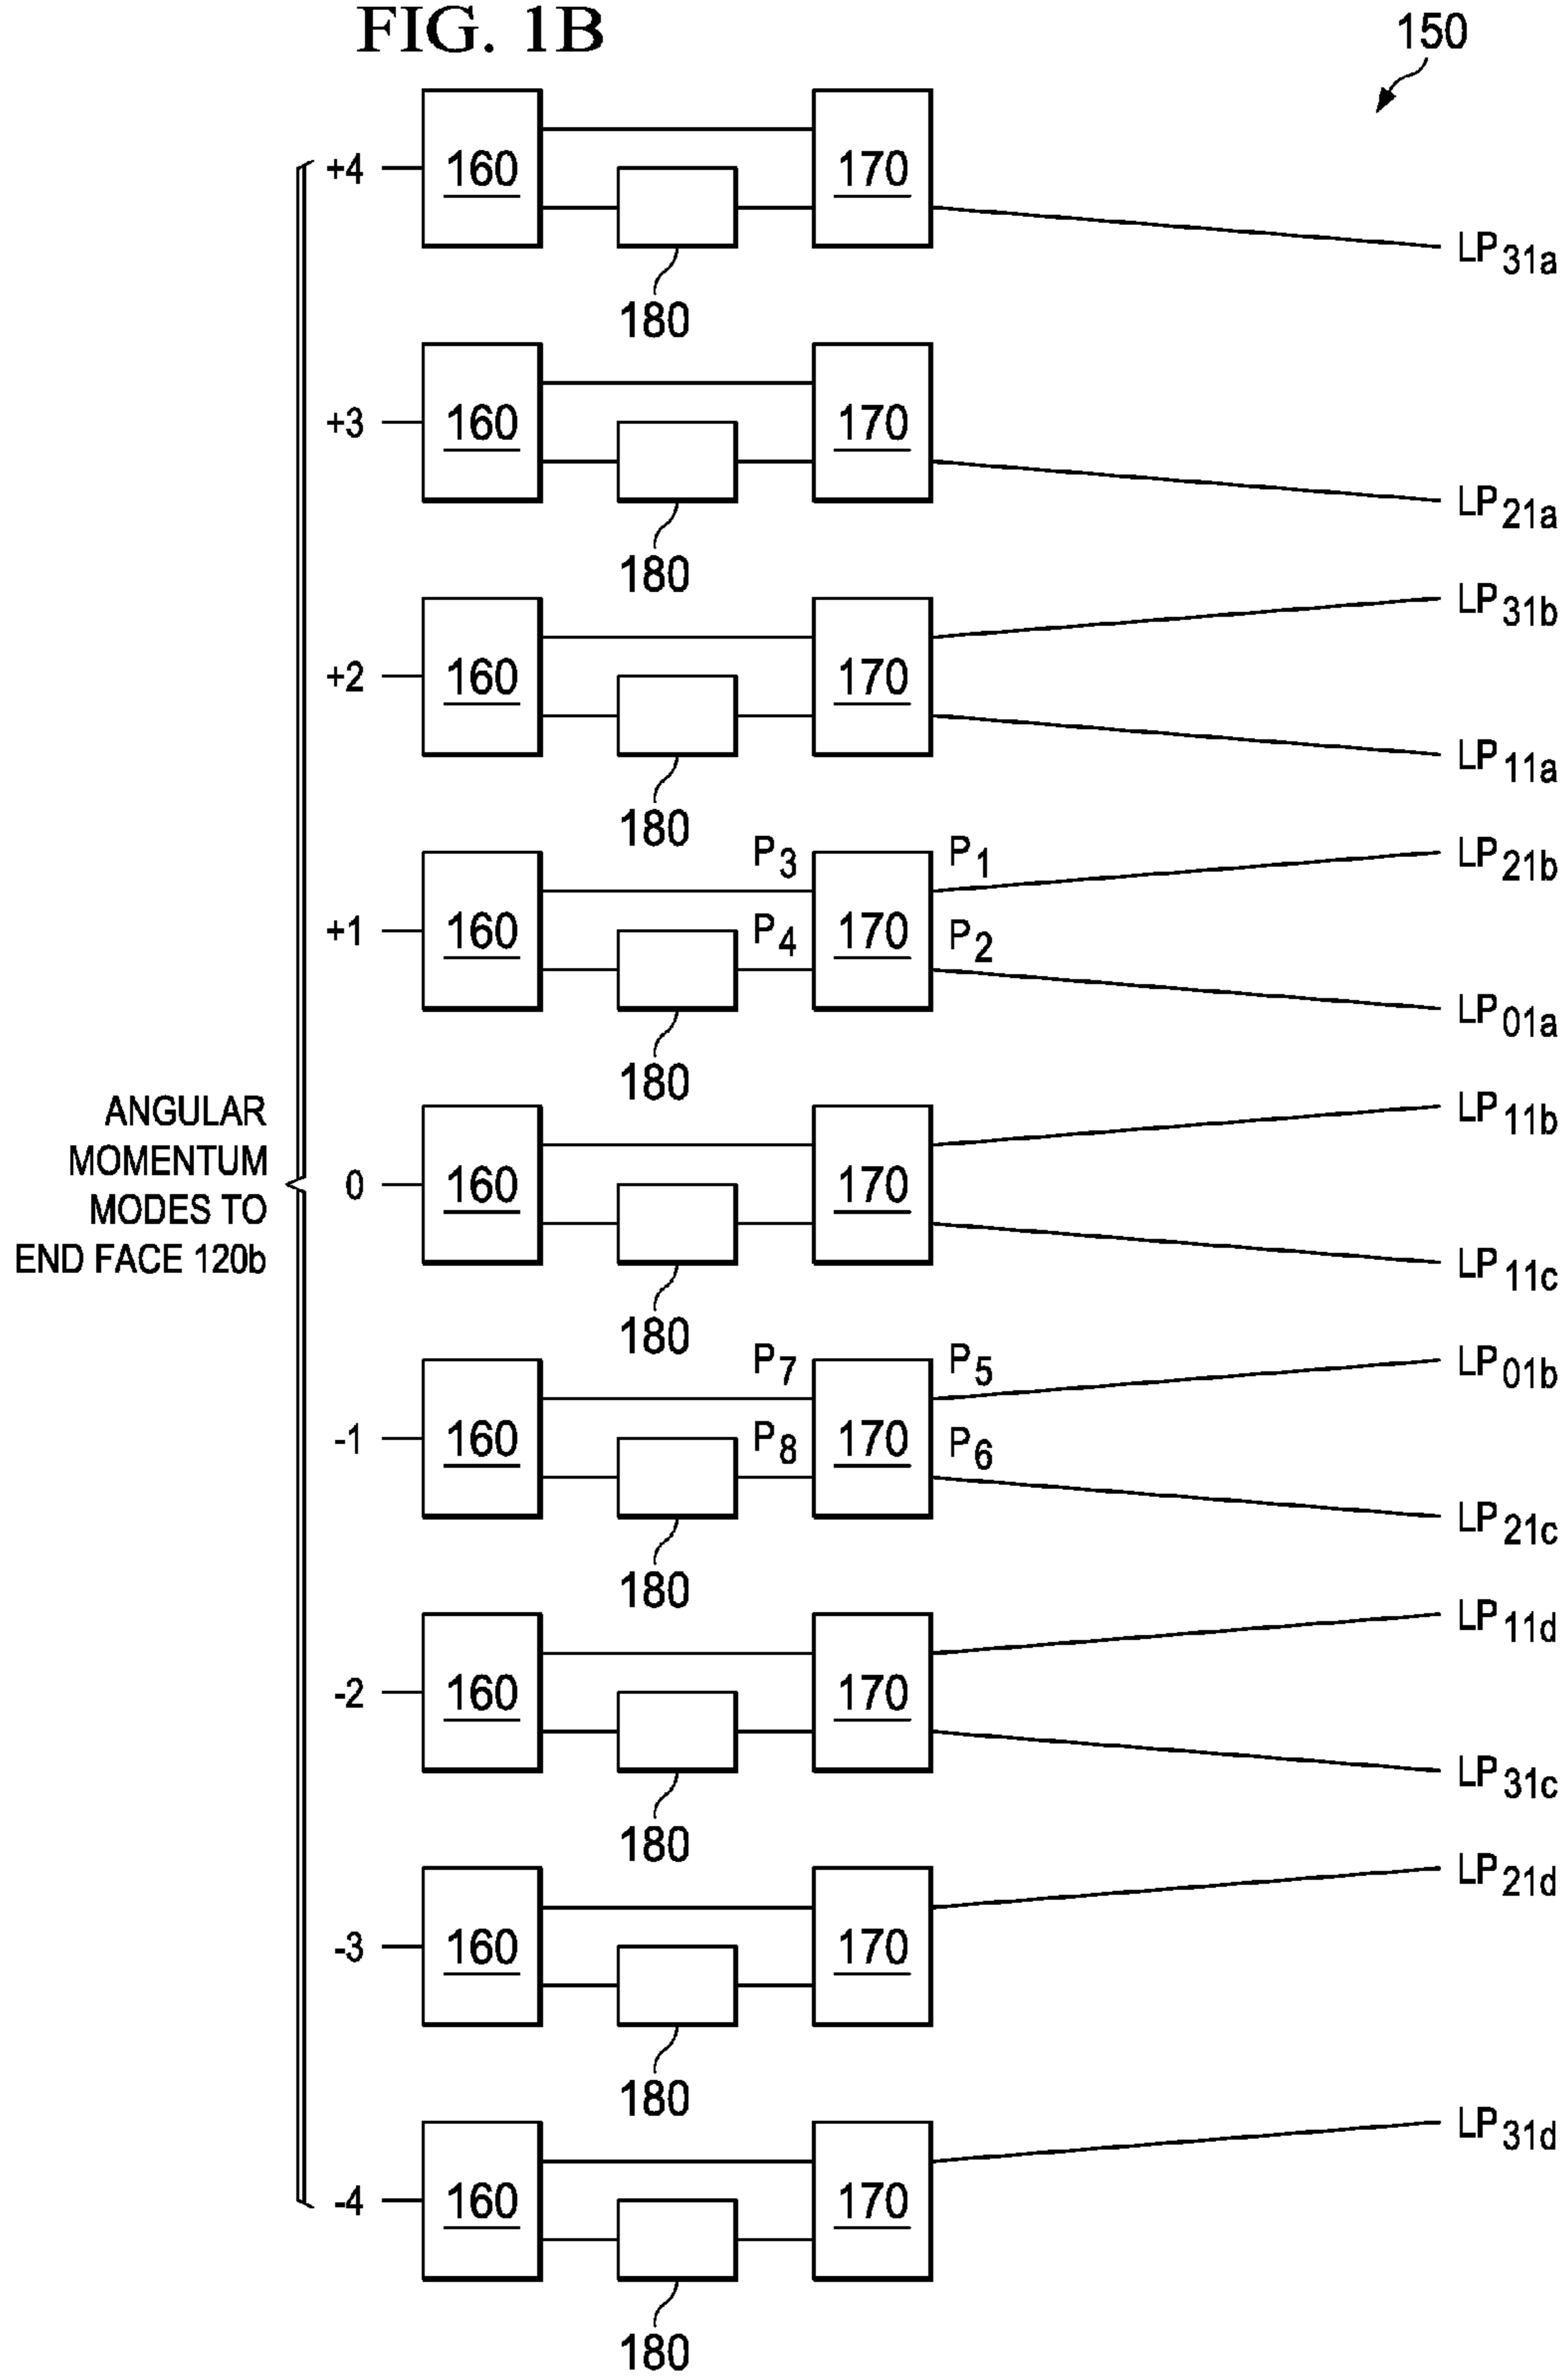 FIG. 1B
150
+4 160 170
LP31a
180
+3 160 170
LP21a
180
LP31b
+2 160 170
LP11a
180
P3 P1 LP21b
+1 160 P4 170 P2
LP01a
180
LP11b
ANGULAR
MOMENTUM
MODES TO
END FACE 120b
0 160 170
LP11c
180
P7 P5 LP01b
-1 160 P8 170 P6
LP21c
180
LP11d
-2 160 170
LP31c
180
LP21d
-3 160 170
180
LP31d
-4 160 170
180